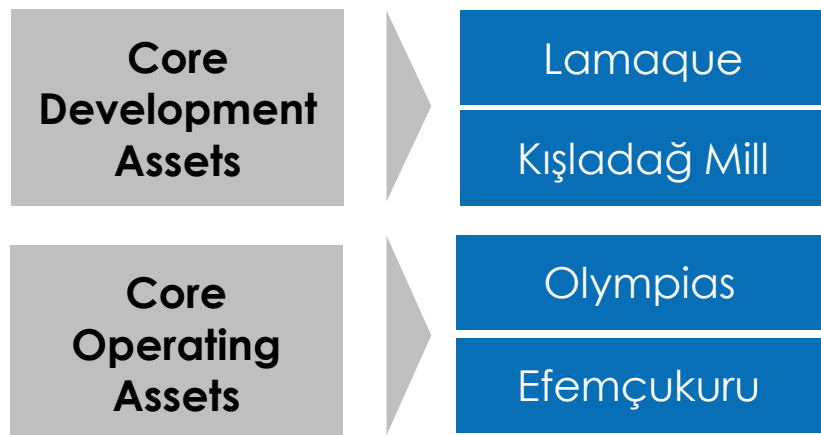 Core
Development
Assets
Lamaque
Kışladağ Mill
Core
Operating
Assets
Olympias
Efemçukuru